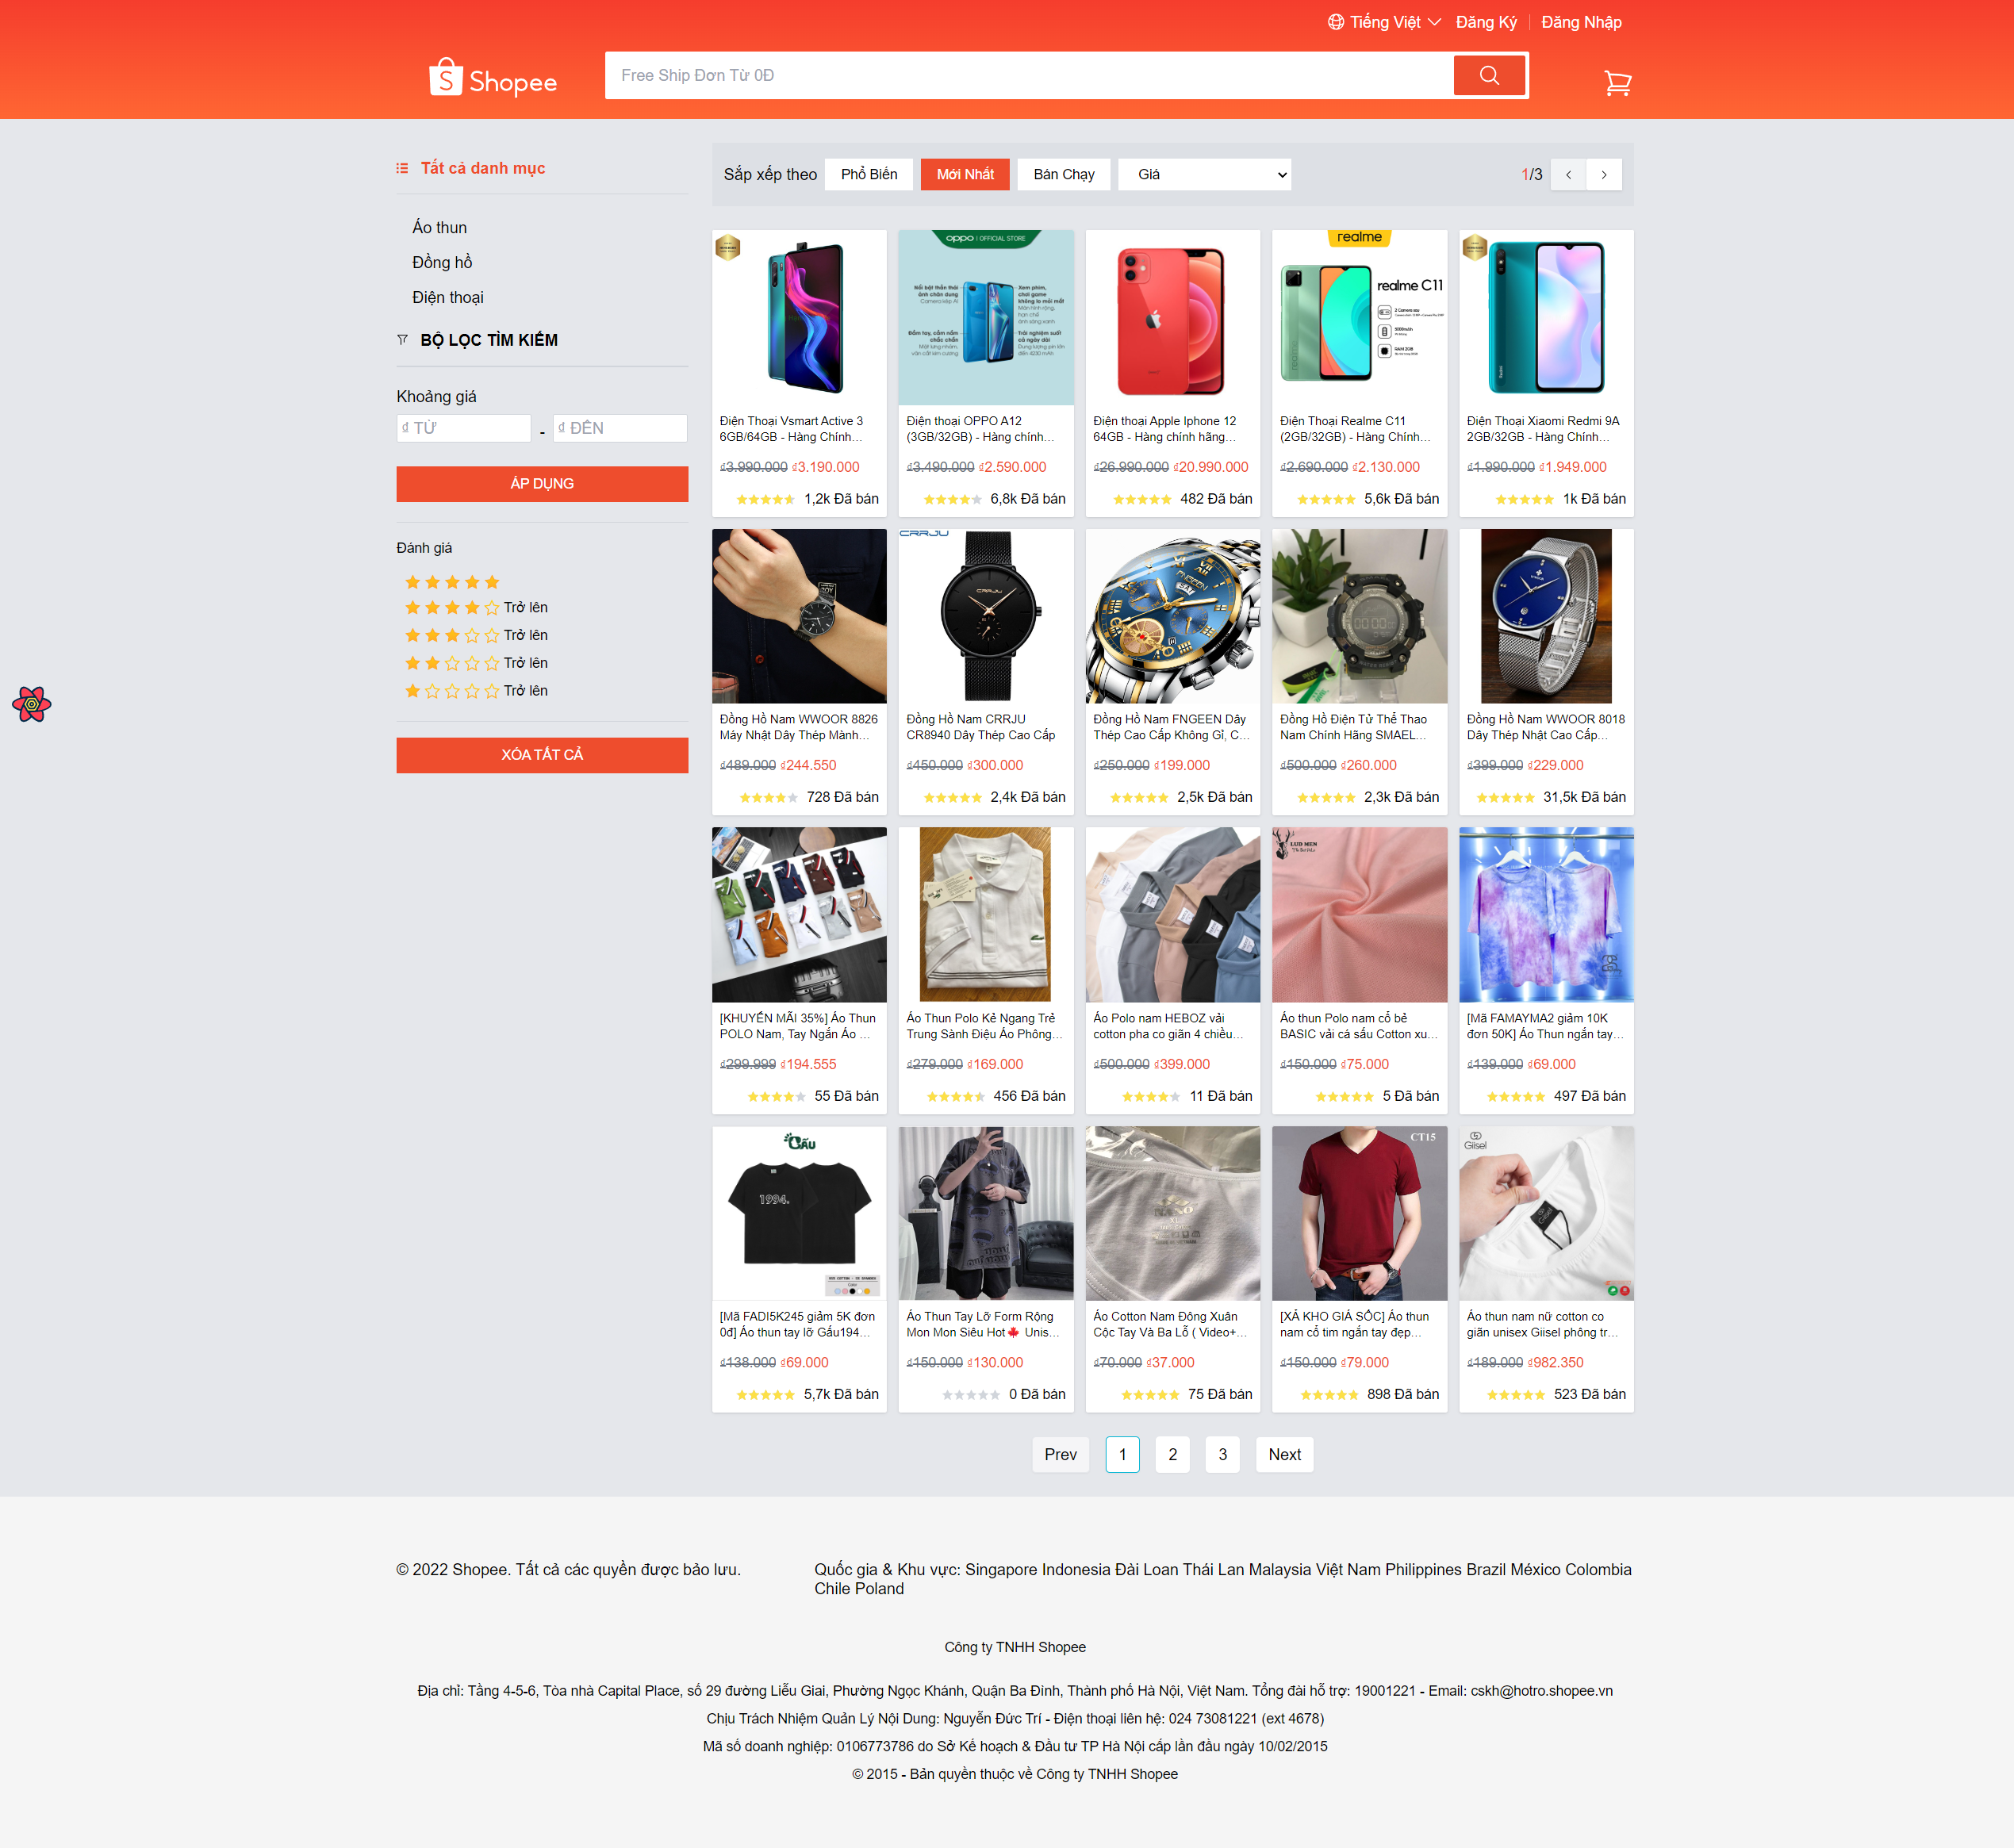 Tiếng Việt Đăng Ký Đăng Nhập
Shopee
Free Ship Đơn Từ 0Đ
Tất cả danh mục
Áo thun
Đồng hồ
Điện thoại
BỘ LỌC TÌM KIẾM
Khoảng giá
₫ TỪ - ₫ ĐẾN
ÁP DỤNG
Đánh giá
Trở lên
Trở lên
Trở lên
Trở lên
XÓA TẤT CẢ
Sắp xếp theo Phổ Biến Mới Nhất Bán Chạy Giá 1/3
oppo | OFFICIAL STORE
realme
realme C11
Điện Thoại Vsmart Active 3
6GB/64GB - Hàng Chính...
₫3.990.000 ₫3.190.000
1,2k Đã bán
Điện thoại OPPO A12
(3GB/32GB) - Hàng chính...
₫3.490.000 ₫2.590.000
6,8k Đã bán
Điện thoại Apple Iphone 12
64GB - Hàng chính hãng...
₫26.990.000 ₫20.990.000
482 Đã bán
Điện Thoại Realme C11
(2GB/32GB) - Hàng Chính...
₫2.690.000 ₫2.130.000
5,6k Đã bán
Điện Thoại Xiaomi Redmi 9A
2GB/32GB - Hàng Chính...
₫1.990.000 ₫1.949.000
1k Đã bán
CRRJU
Đồng Hồ Nam WWOOR 8826
Máy Nhật Dây Thép Mành...
₫489.000 ₫244.550
728 Đã bán
Đồng Hồ Nam CRRJU
CR8940 Dây Thép Cao Cấp
₫450.000 ₫300.000
2,4k Đã bán
Đồng Hồ Nam FNGEEN Dây
Thép Cao Cấp Không Gỉ, C...
₫250.000 ₫199.000
2,5k Đã bán
Đồng Hồ Điện Tử Thể Thao
Nam Chính Hãng SMAEL...
₫500.000 ₫260.000
2,3k Đã bán
Đồng Hồ Nam WWOOR 8018
Dây Thép Nhật Cao Cấp...
₫399.000 ₫229.000
31,5k Đã bán
LUD MEN
[KHUYẾN MÃI 35%] Áo Thun
POLO Nam, Tay Ngắn Áo ...
₫299.999 ₫194.555
55 Đã bán
Áo Thun Polo Kẻ Ngang Trẻ
Trung Sành Điệu Áo Phông...
₫279.000 ₫169.000
456 Đã bán
Áo Polo nam HEBOZ vải
cotton pha co giãn 4 chiều...
₫500.000 ₫399.000
11 Đã bán
Áo thun Polo nam cổ bẻ
BASIC vải cá sấu Cotton xu...
₫150.000 ₫75.000
5 Đã bán
[Mã FAMAYMA2 giảm 10K
đơn 50K] Áo Thun ngắn tay...
₫139.000 ₫69.000
497 Đã bán
GẤU
1994.
CT15
Giisel
[Mã FADI5K245 giảm 5K đơn
0đ] Áo thun tay lỡ Gấu194...
₫138.000 ₫69.000
5,7k Đã bán
Áo Thun Tay Lỡ Form Rộng
Mon Mon Siêu Hot🍁 Unis...
₫150.000 ₫130.000
0 Đã bán
Áo Cotton Nam Đông Xuân
Cộc Tay Và Ba Lỗ ( Video+...
₫70.000 ₫37.000
75 Đã bán
[XẢ KHO GIÁ SỐC] Áo thun
nam cổ tim ngắn tay đẹp...
₫150.000 ₫79.000
898 Đã bán
Áo thun nam nữ cotton co
giãn unisex Giisel phông tr...
₫189.000 ₫982.350
523 Đã bán
Prev 1 2 3 Next
© 2022 Shopee. Tất cả các quyền được bảo lưu.
Quốc gia & Khu vực: Singapore Indonesia Đài Loan Thái Lan Malaysia Việt Nam Philippines Brazil México Colombia
Chile Poland
Công ty TNHH Shopee
Địa chỉ: Tầng 4-5-6, Tòa nhà Capital Place, số 29 đường Liễu Giai, Phường Ngọc Khánh, Quận Ba Đình, Thành phố Hà Nội, Việt Nam. Tổng đài hỗ trợ: 19001221 - Email: cskh@hotro.shopee.vn
Chịu Trách Nhiệm Quản Lý Nội Dung: Nguyễn Đức Trí - Điện thoại liên hệ: 024 73081221 (ext 4678)
Mã số doanh nghiệp: 0106773786 do Sở Kế hoạch & Đầu tư TP Hà Nội cấp lần đầu ngày 10/02/2015
© 2015 - Bản quyền thuộc về Công ty TNHH Shopee